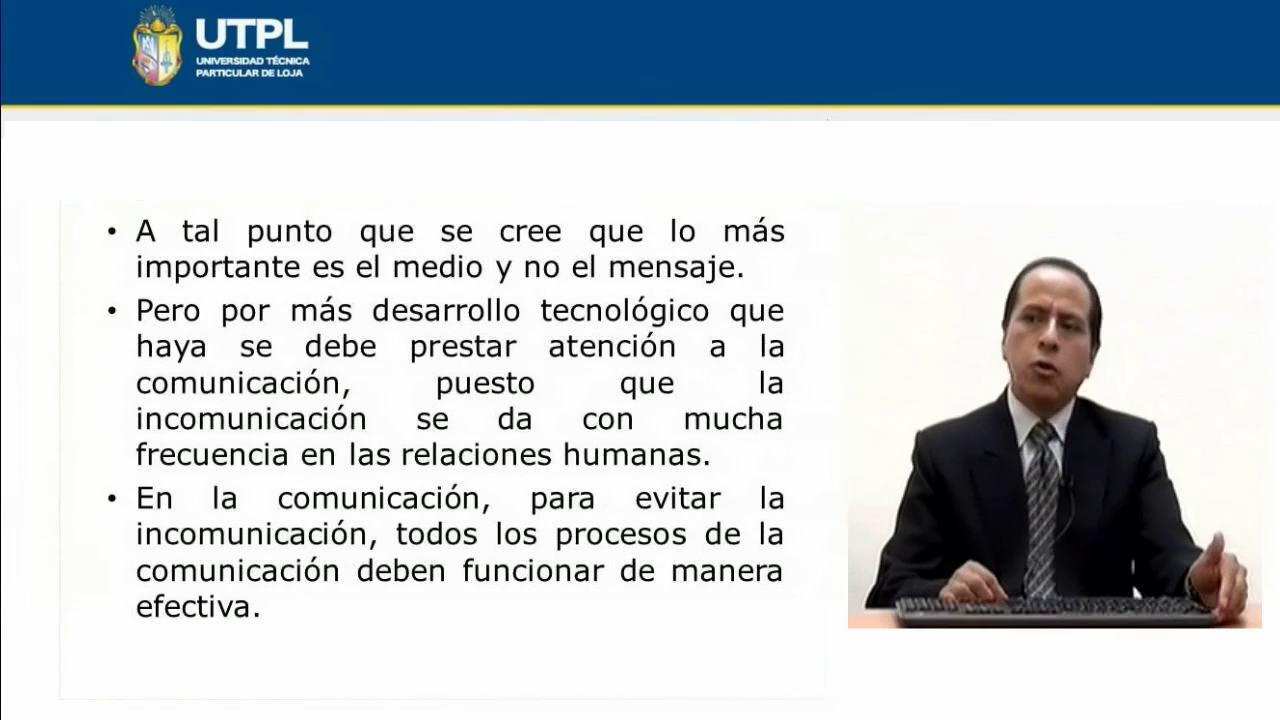 UTPL
UNIVERSIDAD TÉCNICA
PARTICULAR DE LOJA
• A tal punto que se cree que lo más
importante es el medio y no el mensaje.
• Pero por más desarrollo tecnológico que
haya se debe prestar atención a la
comunicación, puesto que la
incomunicación se da con mucha
frecuencia en las relaciones humanas.
• En la comunicación, para evitar la
incomunicación, todos los procesos de la
comunicación deben funcionar de manera
efectiva.